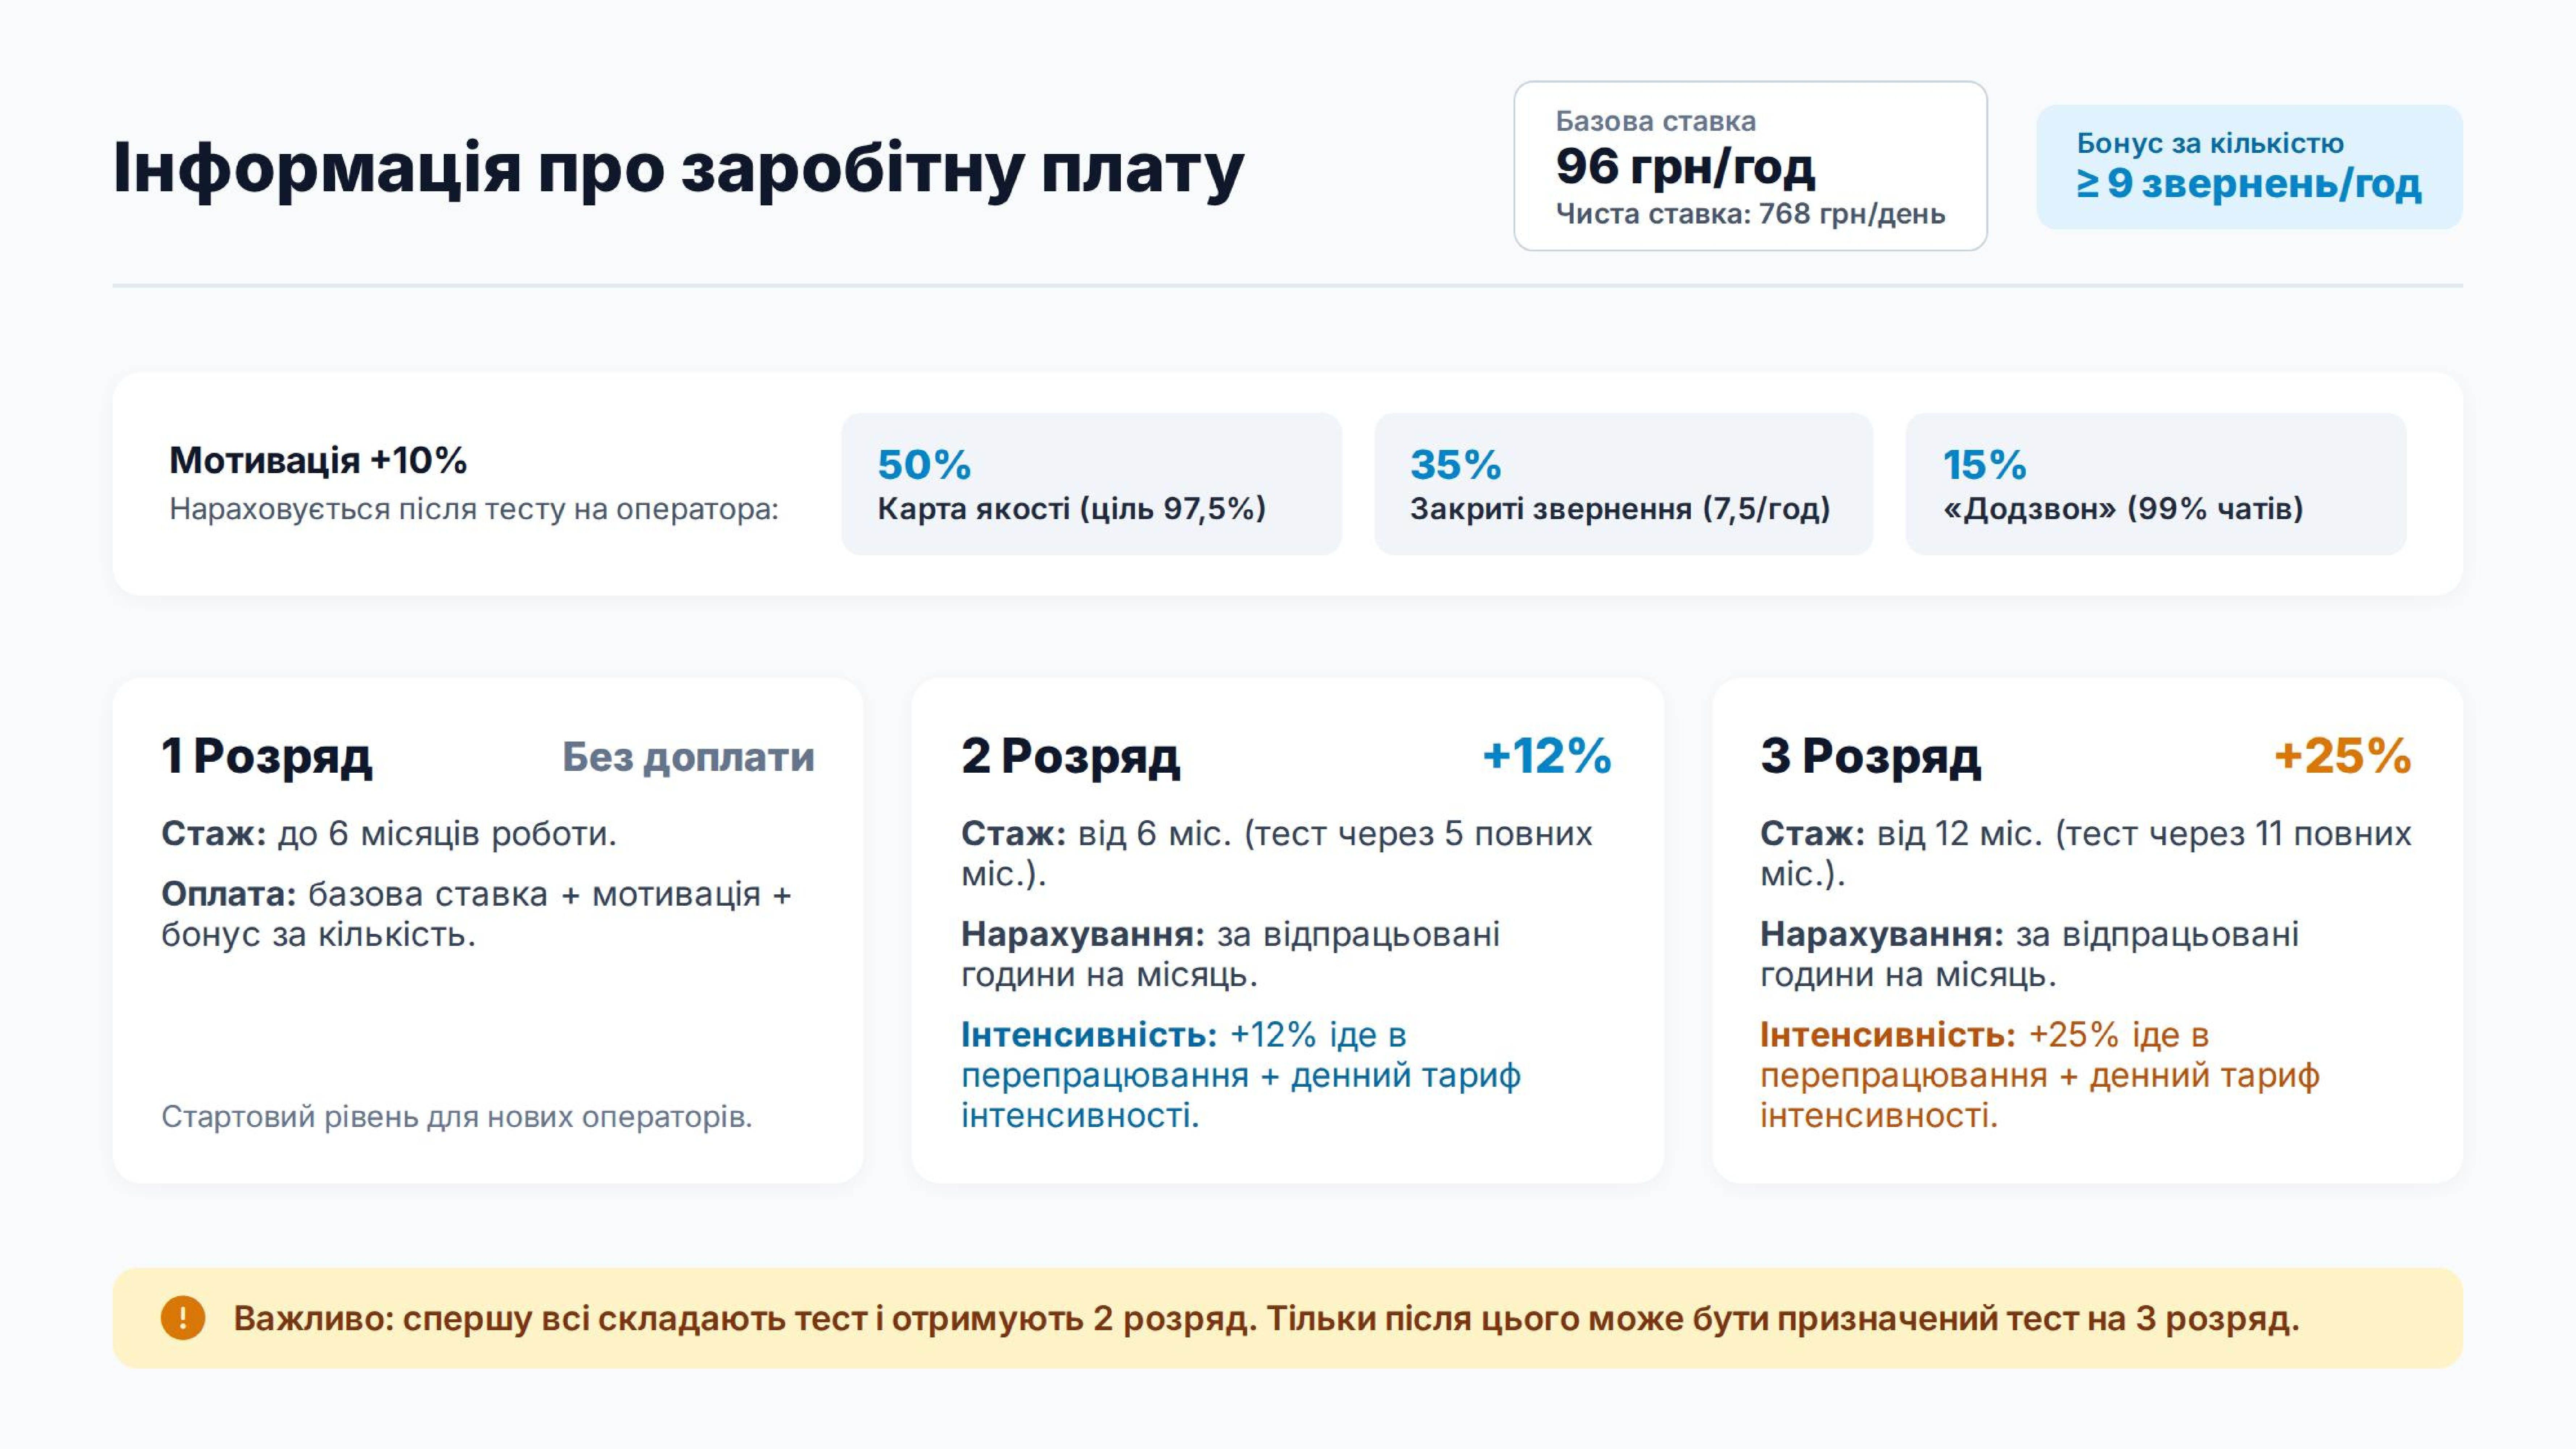 Інформація про заробітну плату
Базова ставка
96 грн/год
Чиста ставка: 768 грн/день
Бонус за кількістю
≥ 9 звернень/год
Мотивація +10%
Нараховується після тесту на оператора:
50%
Карта якості (ціль 97,5%)
35%
Закриті звернення (7,5/год)
15%
«Додзвон» (99% чатів)
1 Розряд
Без доплати
Стаж: до 6 місяців роботи.
Оплата: базова ставка + мотивація +
бонус за кількість.
Стартовий рівень для нових операторів.
2 Розряд
+12%
Стаж: від 6 міс. (тест через 5 повних
міс.).
Нарахування: за відпрацьовані
години на місяць.
Інтенсивність: +12% іде в
перепрацювання + денний тариф
інтенсивності.
3 Розряд
+25%
Стаж: від 12 міс. (тест через 11 повних
міс.).
Нарахування: за відпрацьовані
години на місяць.
Інтенсивність: +25% іде в
перепрацювання + денний тариф
інтенсивності.
! Важливо: спершу всі складають тест і отримують 2 розряд. Тільки після цього може бути призначений тест на 3 розряд.